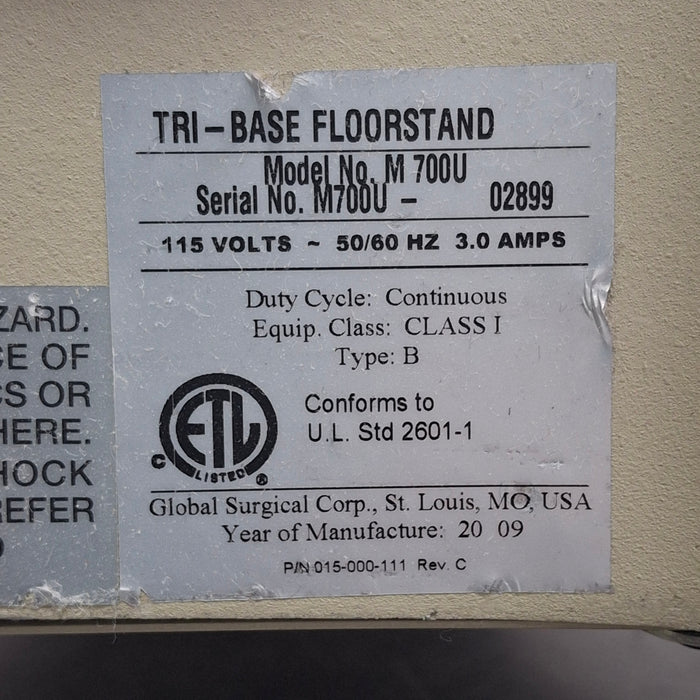 TRI-BASE FLOORSTAND
Model No. M 700U
Serial No. M700U - 02899
115 VOLTS ~ 50/60 HZ 3.0 AMPS
Duty Cycle: Continuous
Equip. Class: CLASS I
Type: B
ETL
C LISTED ®
Conforms to
U.L. Std 2601-1
Global Surgical Corp., St. Louis, MO, USA
Year of Manufacture: 20 09
P/N 015-000-111 Rev. C
ZARD.
CE OF
CS OR
HERE.
HOCK
REFER